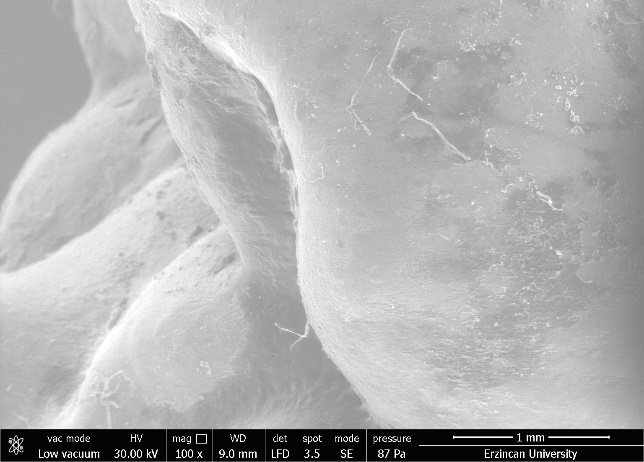 vac mode HV mag WD det spot mode pressure 1 mm
Low vacuum 30.00 kV 100 x 9.0 mm LFD 3.5 SE 87 Pa Erzincan University